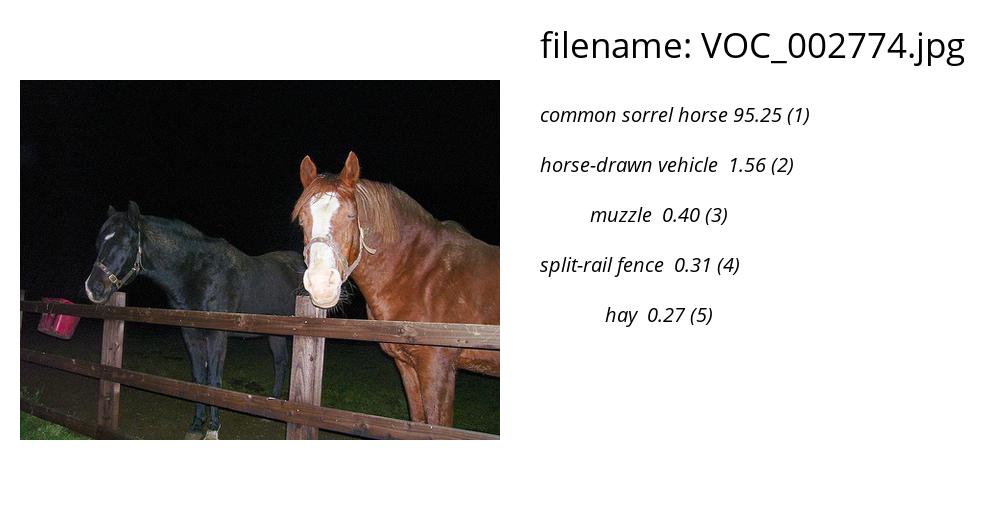 filename: VOC_002774.jpg
common sorrel horse 95.25 (1)
horse-drawn vehicle 1.56 (2)
muzzle 0.40 (3)
split-rail fence 0.31 (4)
hay 0.27 (5)